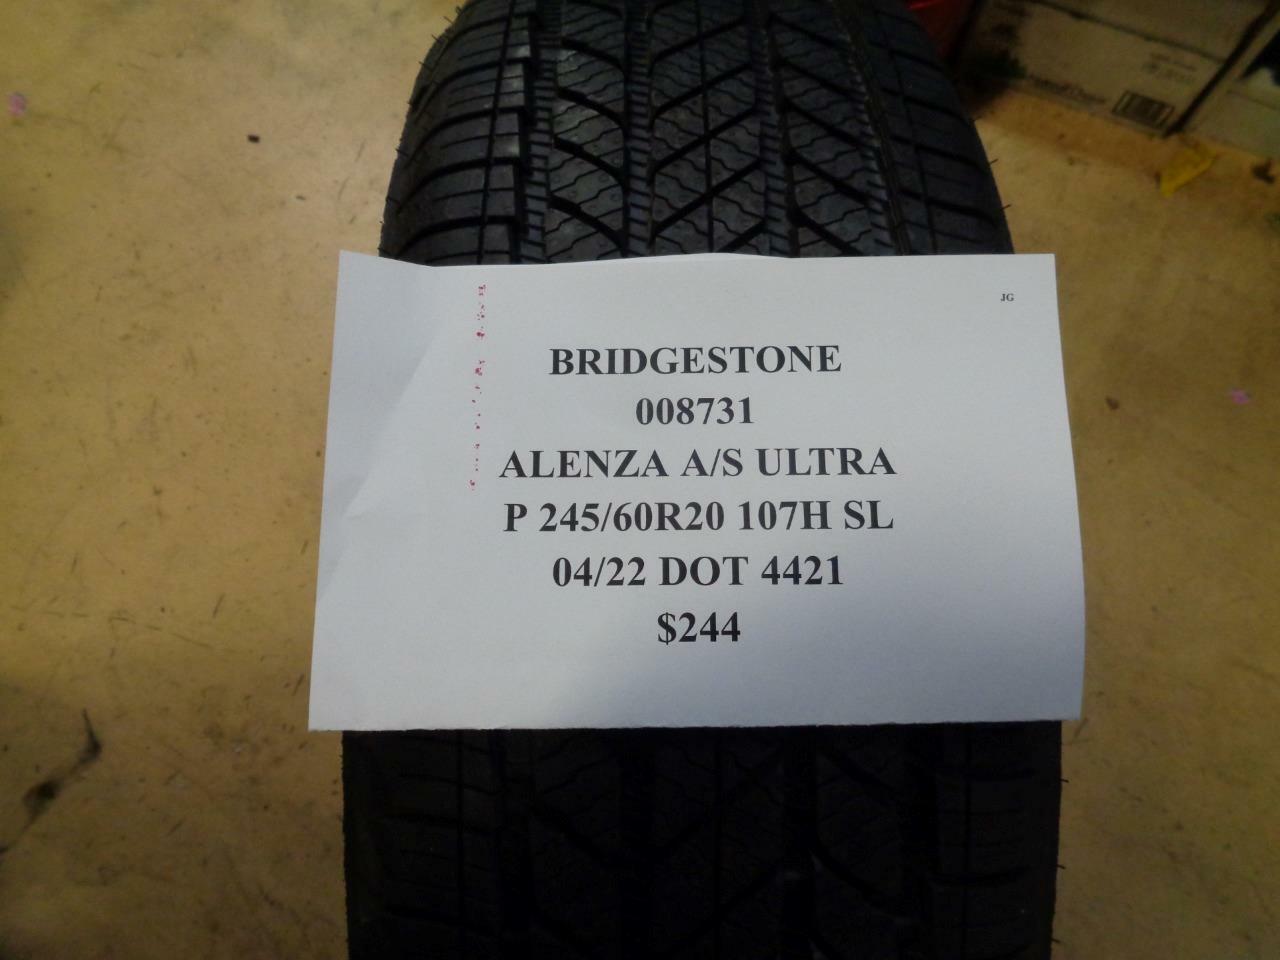 JG
BRIDGESTONE
008731
ALENZA A/S ULTRA
P 245/60R20 107H SL
04/22 DOT 4421
$244